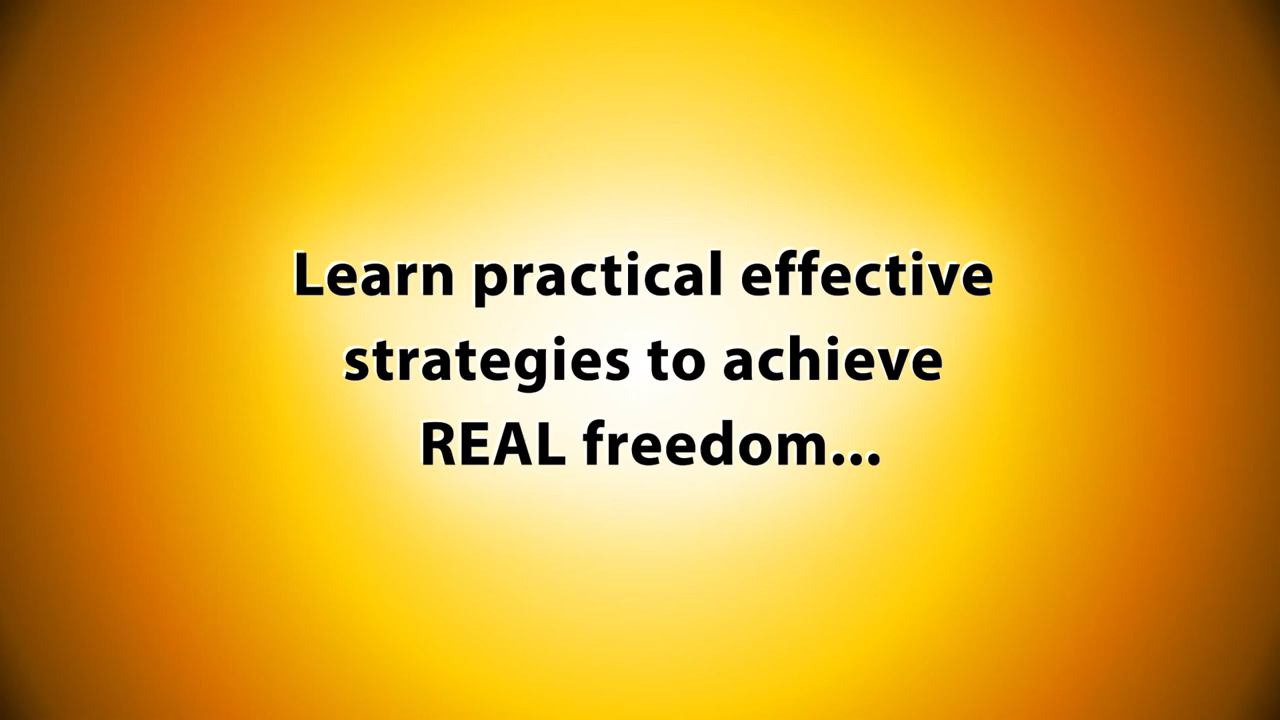 Learn practical effective
strategies to achieve
REAL freedom...